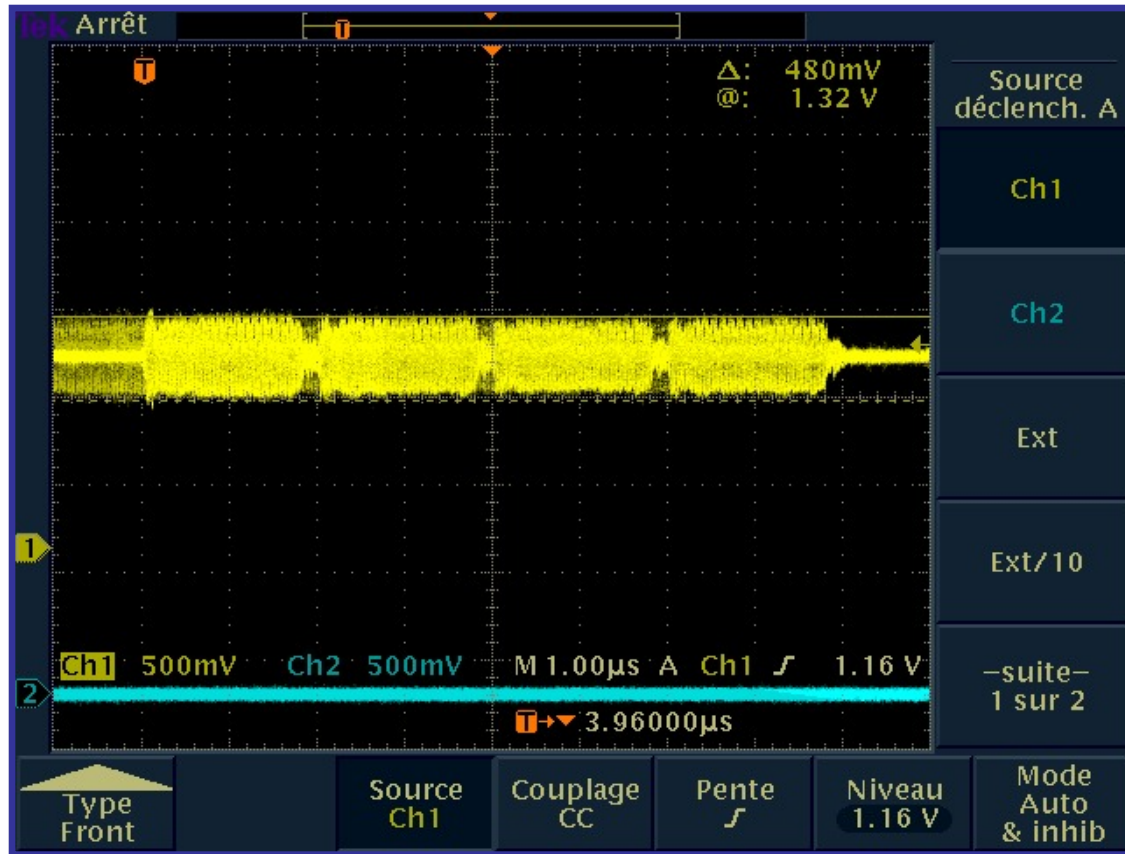 Tek Arrêt
T
T
Δ: 480mV
@: 1.32 V
Source
déclench. A
Ch1
Ch2
Ext
Ext/10
-suite-
1 sur 2
1
Ch1 500mV Ch2 500mV M 1.00µs A Ch1 ʃ 1.16 V
2
T→▼ 3.96000µs
Type
Front
Source
Ch1
Couplage
CC
Pente
ʃ
Niveau
1.16 V
Mode
Auto
& inhib